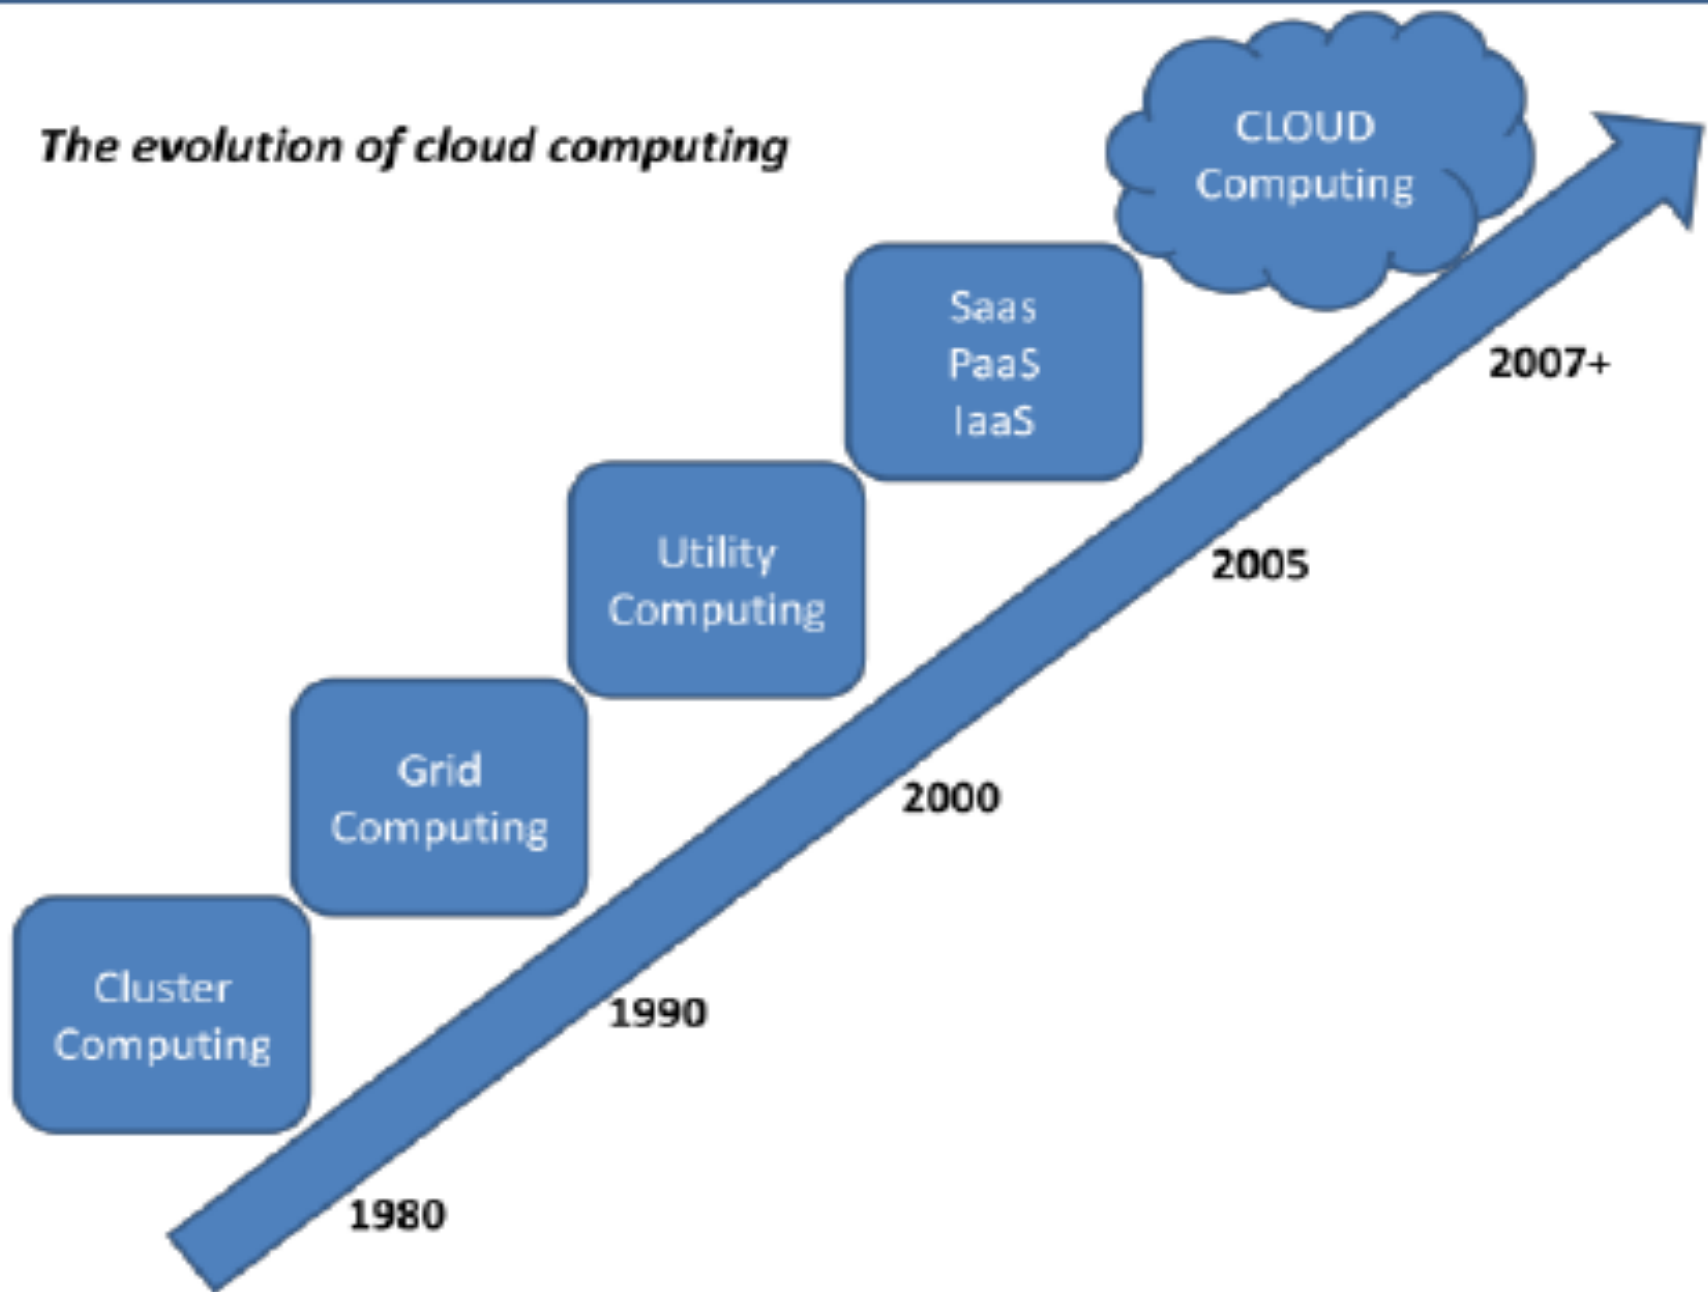 The evolution of cloud computing
CLOUD
Computing
Saas
PaaS
IaaS
2007+
Utility
Computing
2005
Grid
Computing
2000
Cluster
Computing
1990
1980